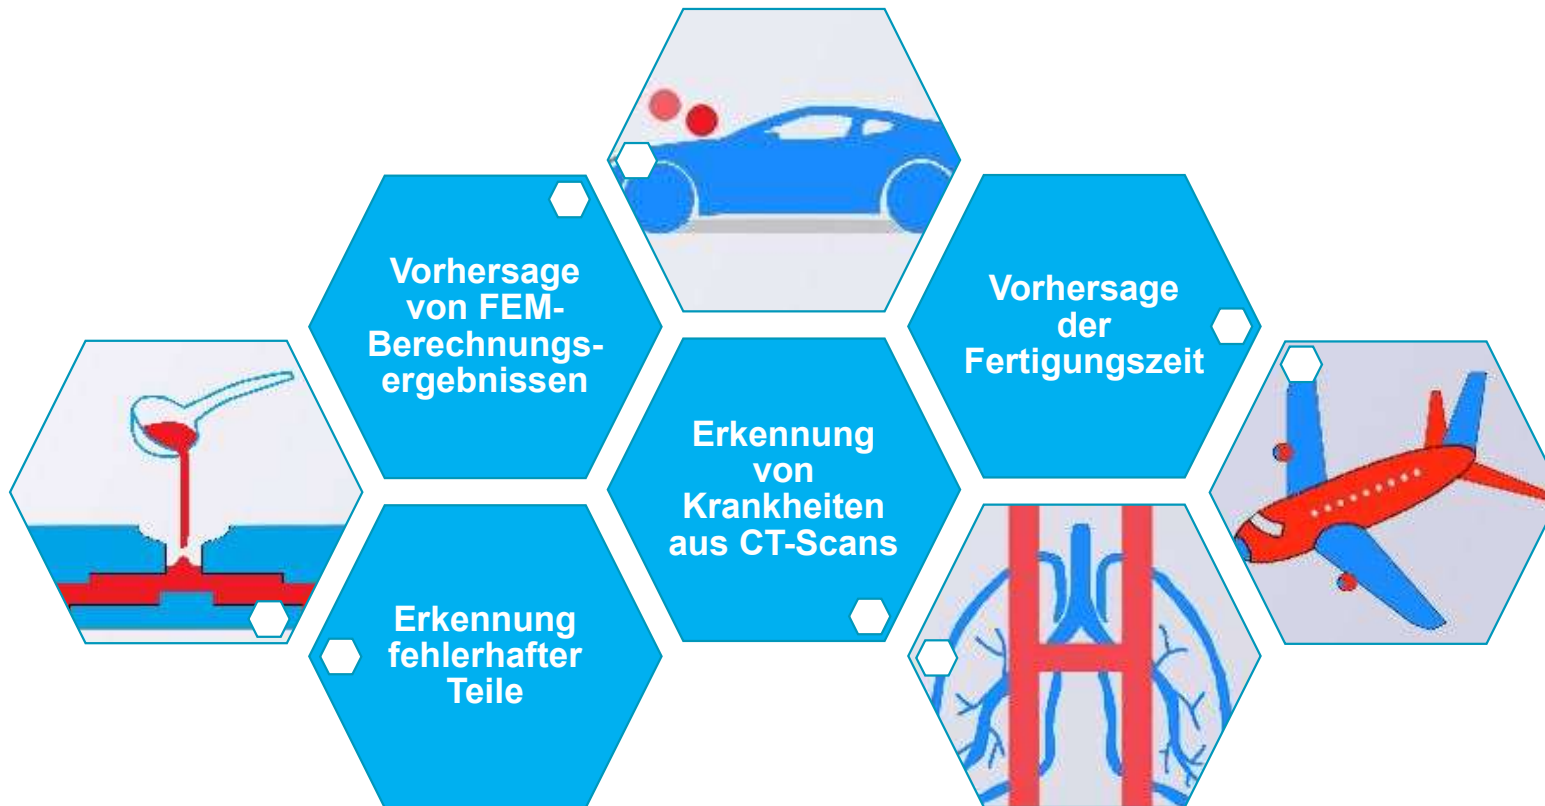 Vorhersage
von FEM-
Berechnungs-
ergebnissen
Vorhersage
der
Fertigungszeit
Erkennung
von
Krankheiten
aus CT-Scans
Erkennung
fehlerhafter
Teile